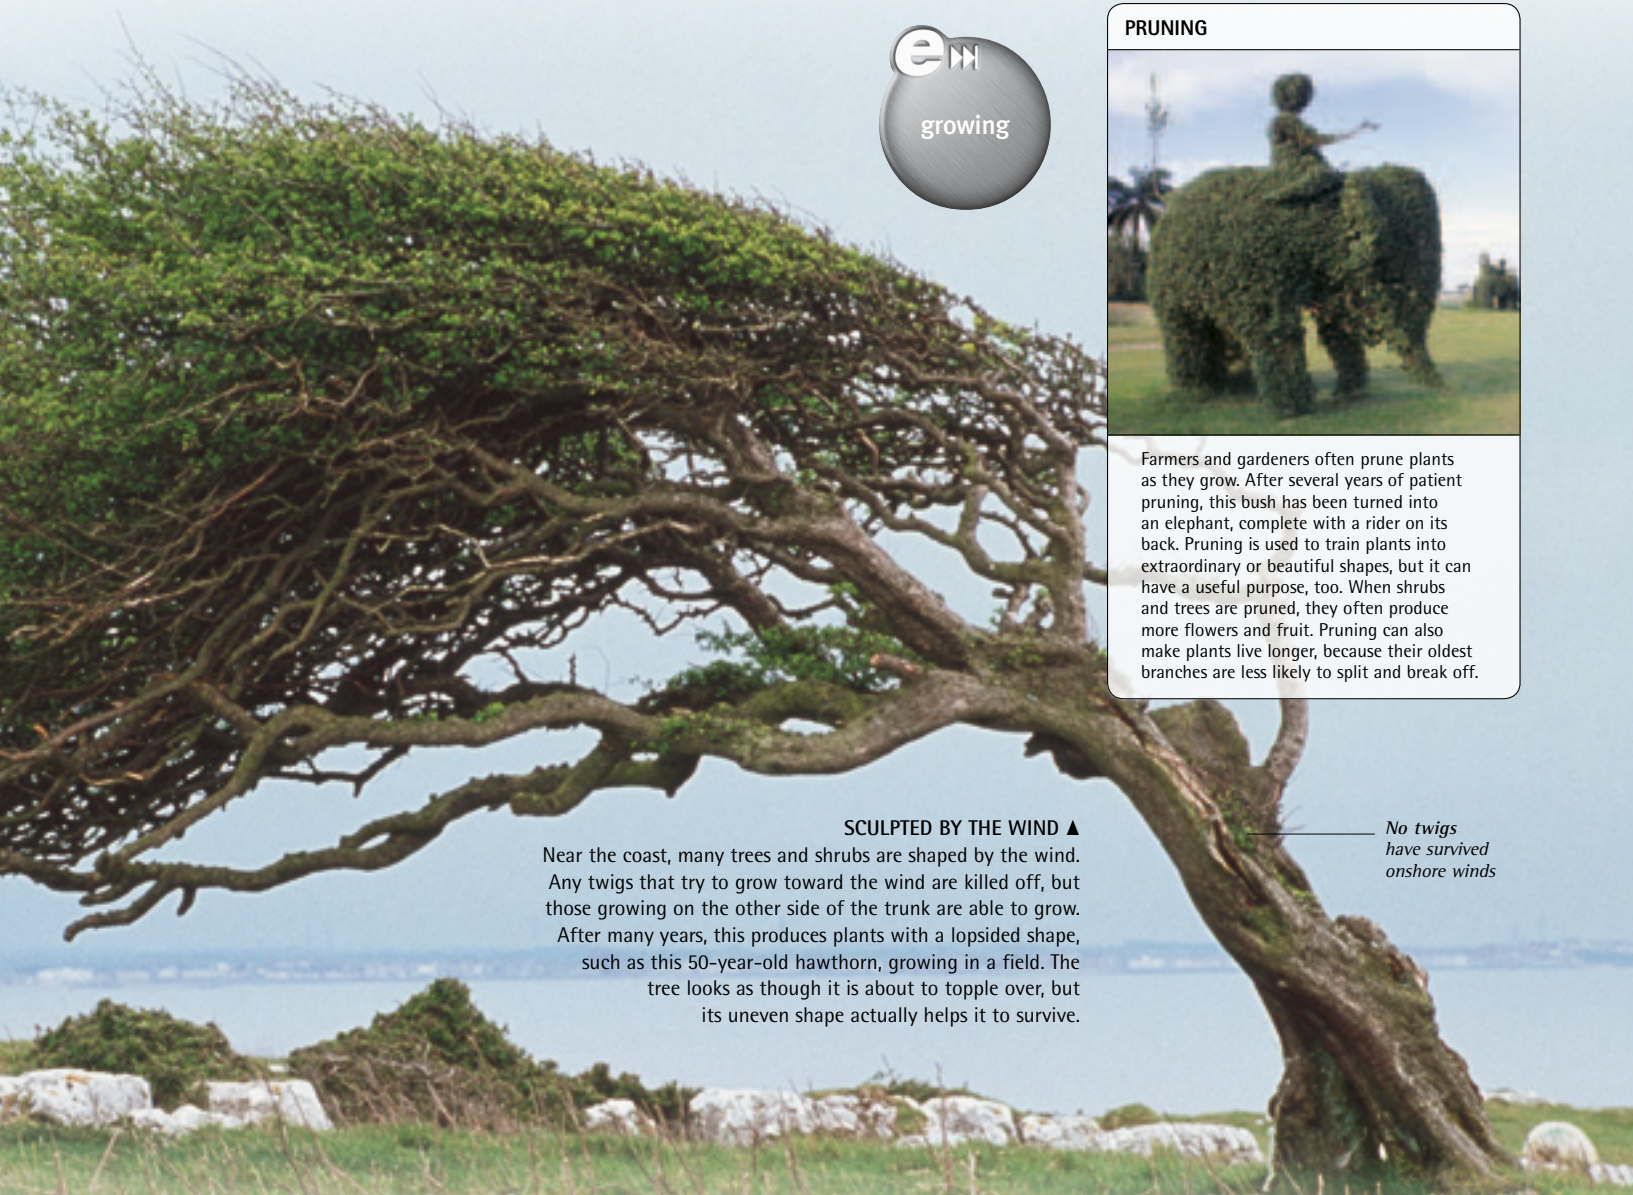 e
growing
PRUNING
Farmers and gardeners often prune plants
as they grow. After several years of patient
pruning, this bush has been turned into
an elephant, complete with a rider on its
back. Pruning is used to train plants into
extraordinary or beautiful shapes, but it can
have a useful purpose, too. When shrubs
and trees are pruned, they often produce
more flowers and fruit. Pruning can also
make plants live longer, because their oldest
branches are less likely to split and break off.
SCULPTED BY THE WIND ▲
Near the coast, many trees and shrubs are shaped by the wind.
Any twigs that try to grow toward the wind are killed off, but
those growing on the other side of the trunk are able to grow.
After many years, this produces plants with a lopsided shape,
such as this 50-year-old hawthorn, growing in a field. The
tree looks as though it is about to topple over, but
its uneven shape actually helps it to survive.
No twigs
have survived
onshore winds